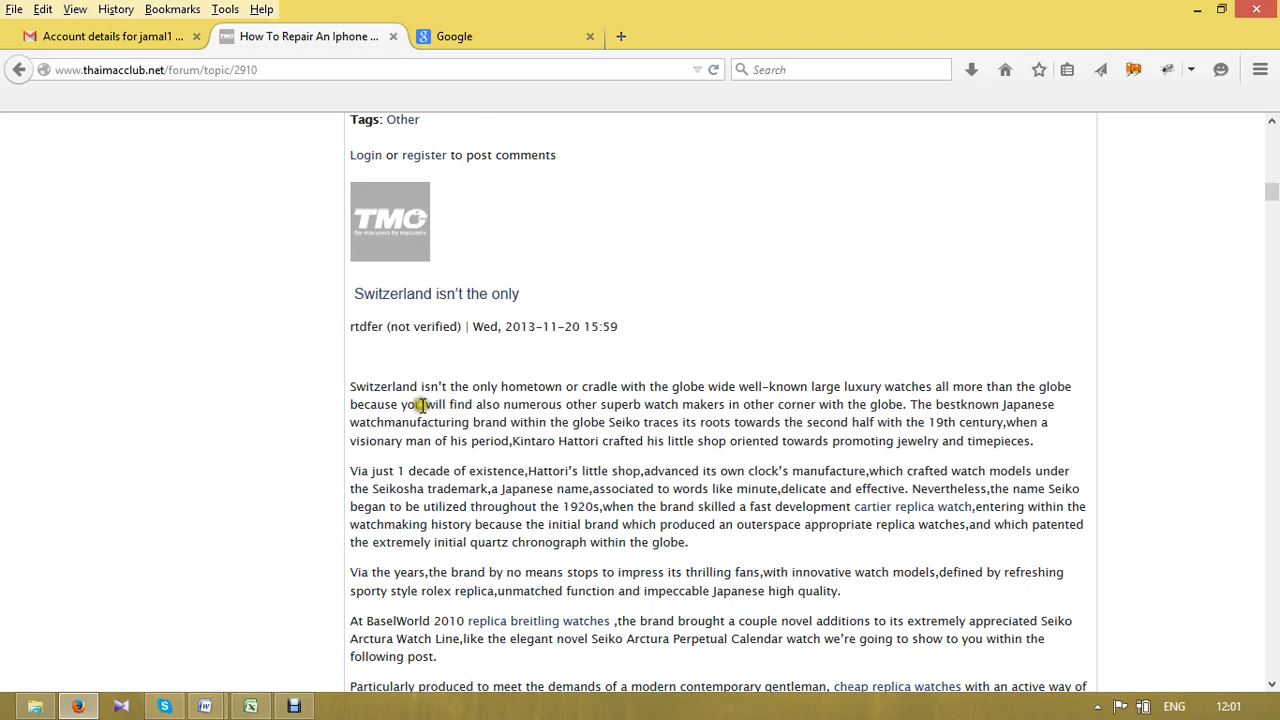 File Edit View History Bookmarks Tools Help
Account details for jamal1 ... How To Repair An Iphone ... Google
www.thaimacclub.net/forum/topic/2910 Search
Tags: Other
Login or register to post comments
TMC
for macusers by macusers
Switzerland isn't the only
rtdfer (not verified) | Wed, 2013-11-20 15:59
Switzerland isn't the only hometown or cradle with the globe wide well-known large luxury watches all more than the globe
because you will find also numerous other superb watch makers in other corner with the globe. The bestknown Japanese
watchmanufacturing brand within the globe Seiko traces its roots towards the second half with the 19th century,when a
visionary man of his period,Kintaro Hattori crafted his little shop oriented towards promoting jewelry and timepieces.
Via just 1 decade of existence,Hattori's little shop,advanced its own clock's manufacture,which crafted watch models under
the Seikosha trademark,a Japanese name,associated to words like minute,delicate and effective. Nevertheless,the name Seiko
began to be utilized throughout the 1920s,when the brand skilled a fast development cartier replica watch,entering within the
watchmaking history because the initial brand which produced an outerspace appropriate replica watches,and which patented
the extremely initial quartz chronograph within the globe.
Via the years,the brand by no means stops to impress its thrilling fans,with innovative watch models,defined by refreshing
sporty style rolex replica,unmatched function and impeccable Japanese high quality.
At BaselWorld 2010 replica breitling watches ,the brand brought a couple novel additions to its extremely appreciated Seiko
Arctura Watch Line,like the elegant novel Seiko Arctura Perpetual Calendar watch we're going to show to you within the
following post.
Particularly produced to meet the demands of a modern contemporary gentleman, cheap replica watches with an active way of
ENG 12:01